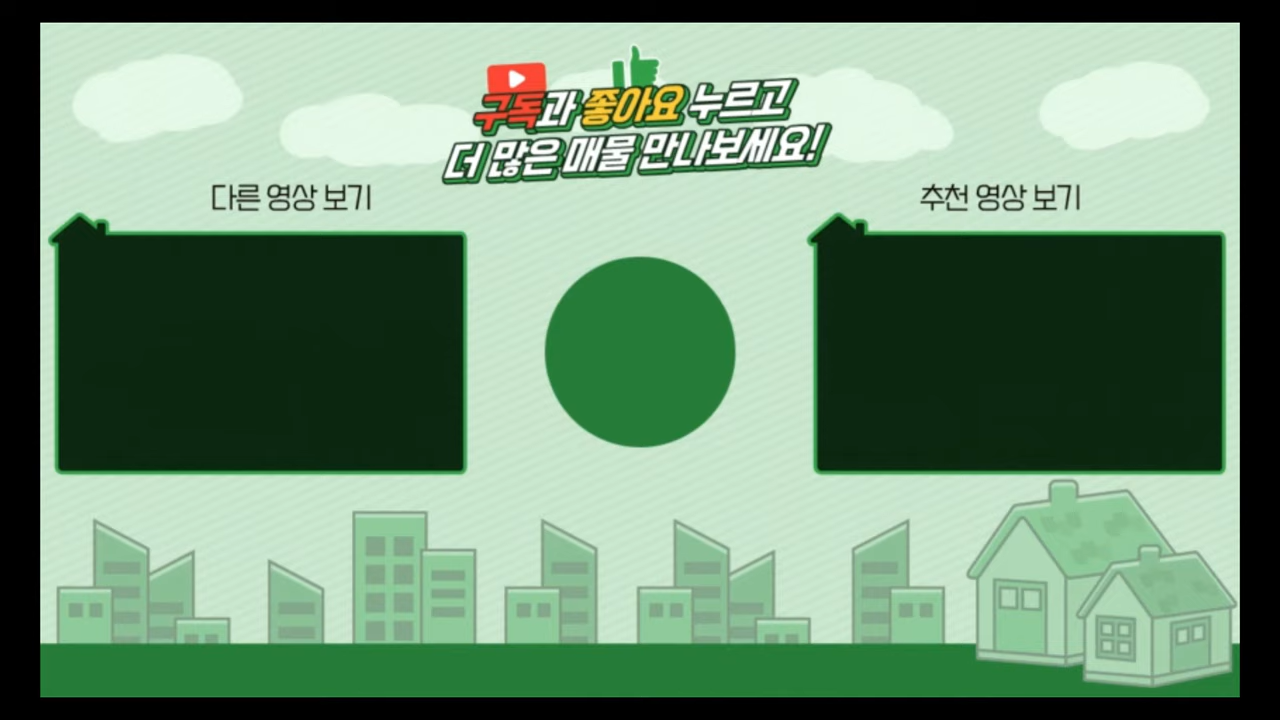 구독과 좋아요 누르고
더 많은 매물 만나보세요!
다른 영상 보기
추천 영상 보기